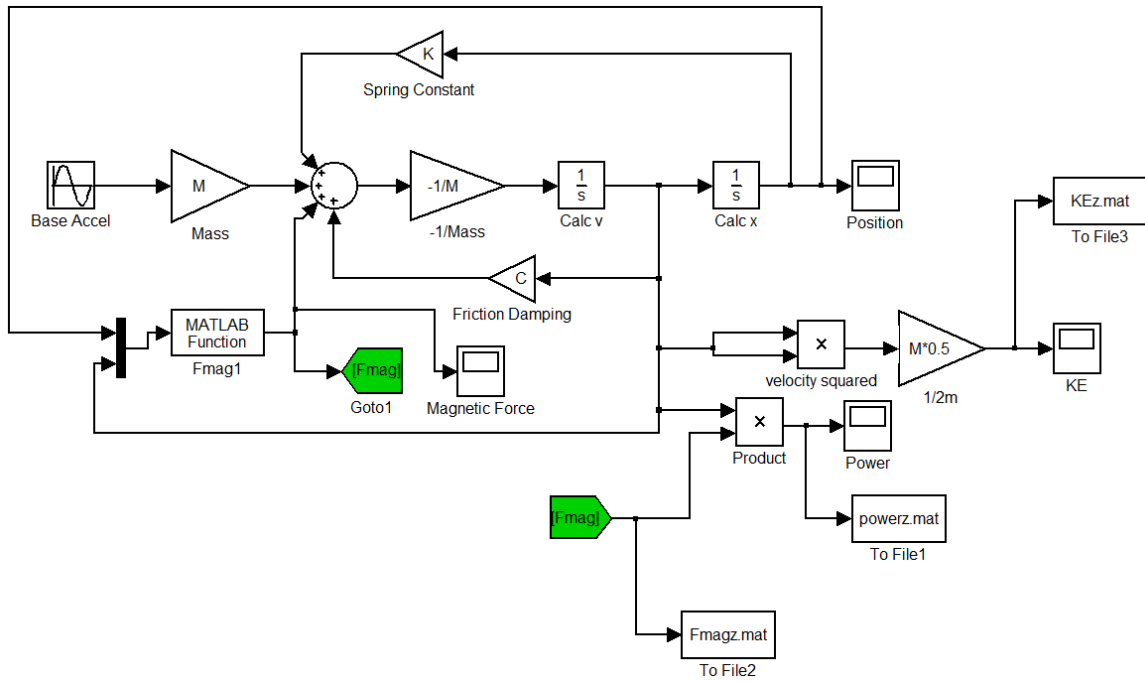 K
Spring Constant
Base Accel
M
Mass
+
+
+
+
-1/M
-1/Mass
1
s
Calc v
1
s
Calc x
Position
KEz.mat
To File3
C
Friction Damping
MATLAB
Function
Fmag1
[Fmag]
Goto1
Magnetic Force
×
velocity squared
M*0.5
1/2m
KE
×
Product
Power
[Fmag]
powerz.mat
To File1
Fmagz.mat
To File2